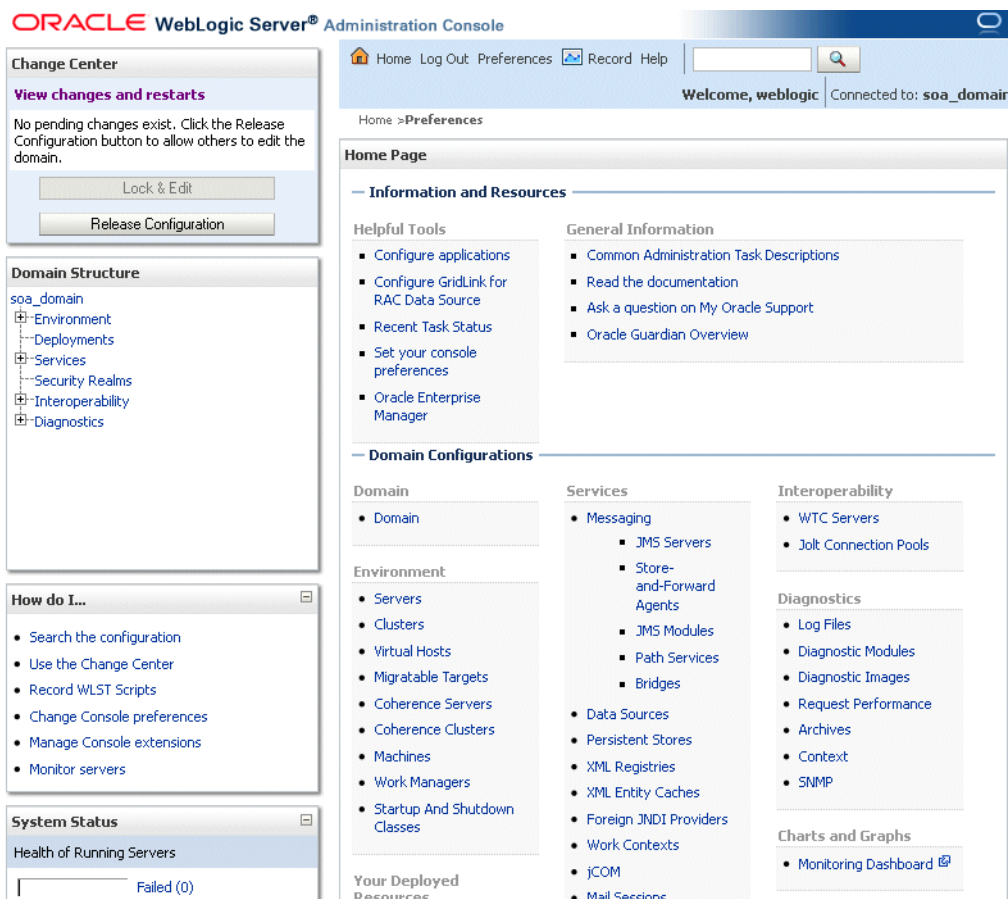 ORACLE WebLogic Server® Administration Console
Change Center
View changes and restarts
No pending changes exist. Click the Release
Configuration button to allow others to edit the
domain.
Lock & Edit
Release Configuration
Domain Structure
soa_domain
Environment
Deployments
Services
Security Realms
Interoperability
Diagnostics
How do I...
Search the configuration
Use the Change Center
Record WLST Scripts
Change Console preferences
Manage Console extensions
Monitor servers
System Status
Health of Running Servers
Failed (0)
Home Log Out Preferences Record Help
Welcome, weblogic Connected to: soa_domain
Home >Preferences
Home Page
Information and Resources
Helpful Tools
Configure applications
Configure GridLink for
RAC Data Source
Recent Task Status
Set your console
preferences
Oracle Enterprise
Manager
General Information
Common Administration Task Descriptions
Read the documentation
Ask a question on My Oracle Support
Oracle Guardian Overview
Domain Configurations
Domain
Domain
Environment
Servers
Clusters
Virtual Hosts
Migratable Targets
Coherence Servers
Coherence Clusters
Machines
Work Managers
Startup And Shutdown
Classes
Your Deployed
Resources
Services
Messaging
JMS Servers
Store-
and-Forward
Agents
JMS Modules
Path Services
Bridges
Data Sources
Persistent Stores
XML Registries
XML Entity Caches
Foreign JNDI Providers
Work Contexts
jCOM
Mail Sessions
Interoperability
WTC Servers
Jolt Connection Pools
Diagnostics
Log Files
Diagnostic Modules
Diagnostic Images
Request Performance
Archives
Context
SNMP
Charts and Graphs
Monitoring Dashboard